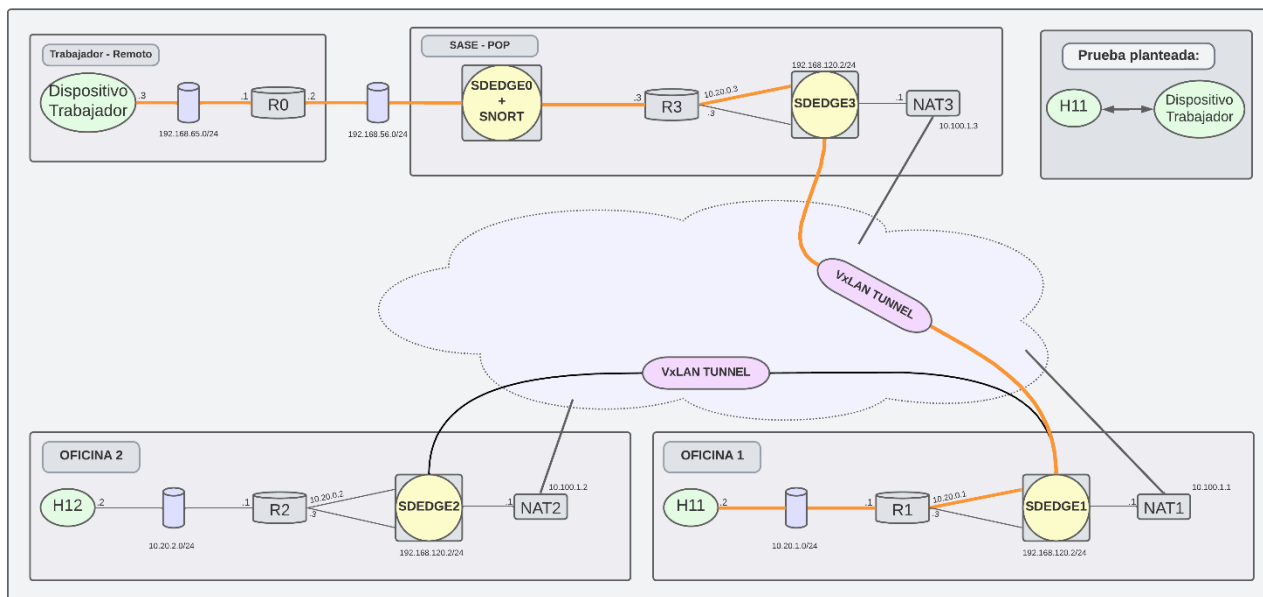 Trabajador - Remoto
Dispositivo
Trabajador
.3
192.168.65.0/24
.1
R0
.2
192.168.56.0/24
SASE - POP
SDEDGE0
+
SNORT
.3
R3
10.20.0.3
.3
192.168.120.2/24
SDEDGE3
.1
NAT3
10.100.1.3
Prueba planteada:
H11
Dispositivo
Trabajador
VxLAN TUNNEL
VxLAN TUNNEL
OFICINA 2
H12
.2
10.20.2.0/24
.1
R2
10.20.0.2
.3
SDEDGE2
192.168.120.2/24
.1
NAT2
10.100.1.2
OFICINA 1
H11
.2
10.20.1.0/24
.1
R1
10.20.0.1
.3
SDEDGE1
192.168.120.2/24
.1
NAT1
10.100.1.1